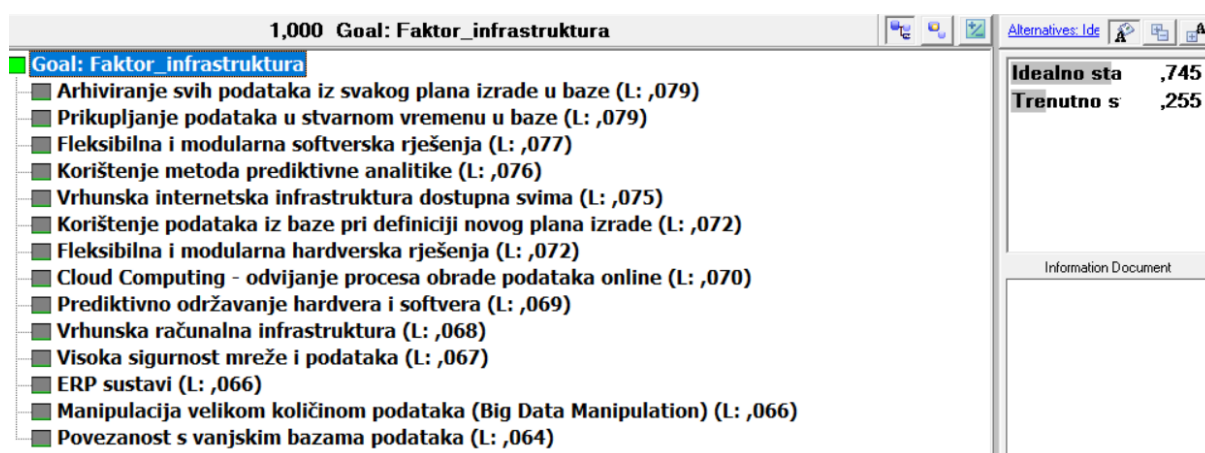 1,000 Goal: Faktor_infrastruktura
Goal: Faktor_infrastruktura
Arhiviranje svih podataka iz svakog plana izrade u baze (L: ,079)
Prikupljanje podataka u stvarnom vremenu u baze (L: ,079)
Fleksibilna i modularna softverska rješenja (L: ,077)
Korištenje metoda prediktivne analitike (L: ,076)
Vrhunska internetska infrastruktura dostupna svima (L: ,075)
Korištenje podataka iz baze pri definiciji novog plana izrade (L: ,072)
Fleksibilna i modularna hardverska rješenja (L: ,072)
Cloud Computing - odvijanje procesa obrade podataka online (L: ,070)
Prediktivno održavanje hardvera i softvera (L: ,069)
Vrhunska računalna infrastruktura (L: ,068)
Visoka sigurnost mreže i podataka (L: ,067)
ERP sustavi (L: ,066)
Manipulacija velikom količinom podataka (Big Data Manipulation) (L: ,066)
Povezanost s vanjskim bazama podataka (L: ,064)
Alternatives: Ide
Idealno sta ,745
Trenutno s ,255
Information Document